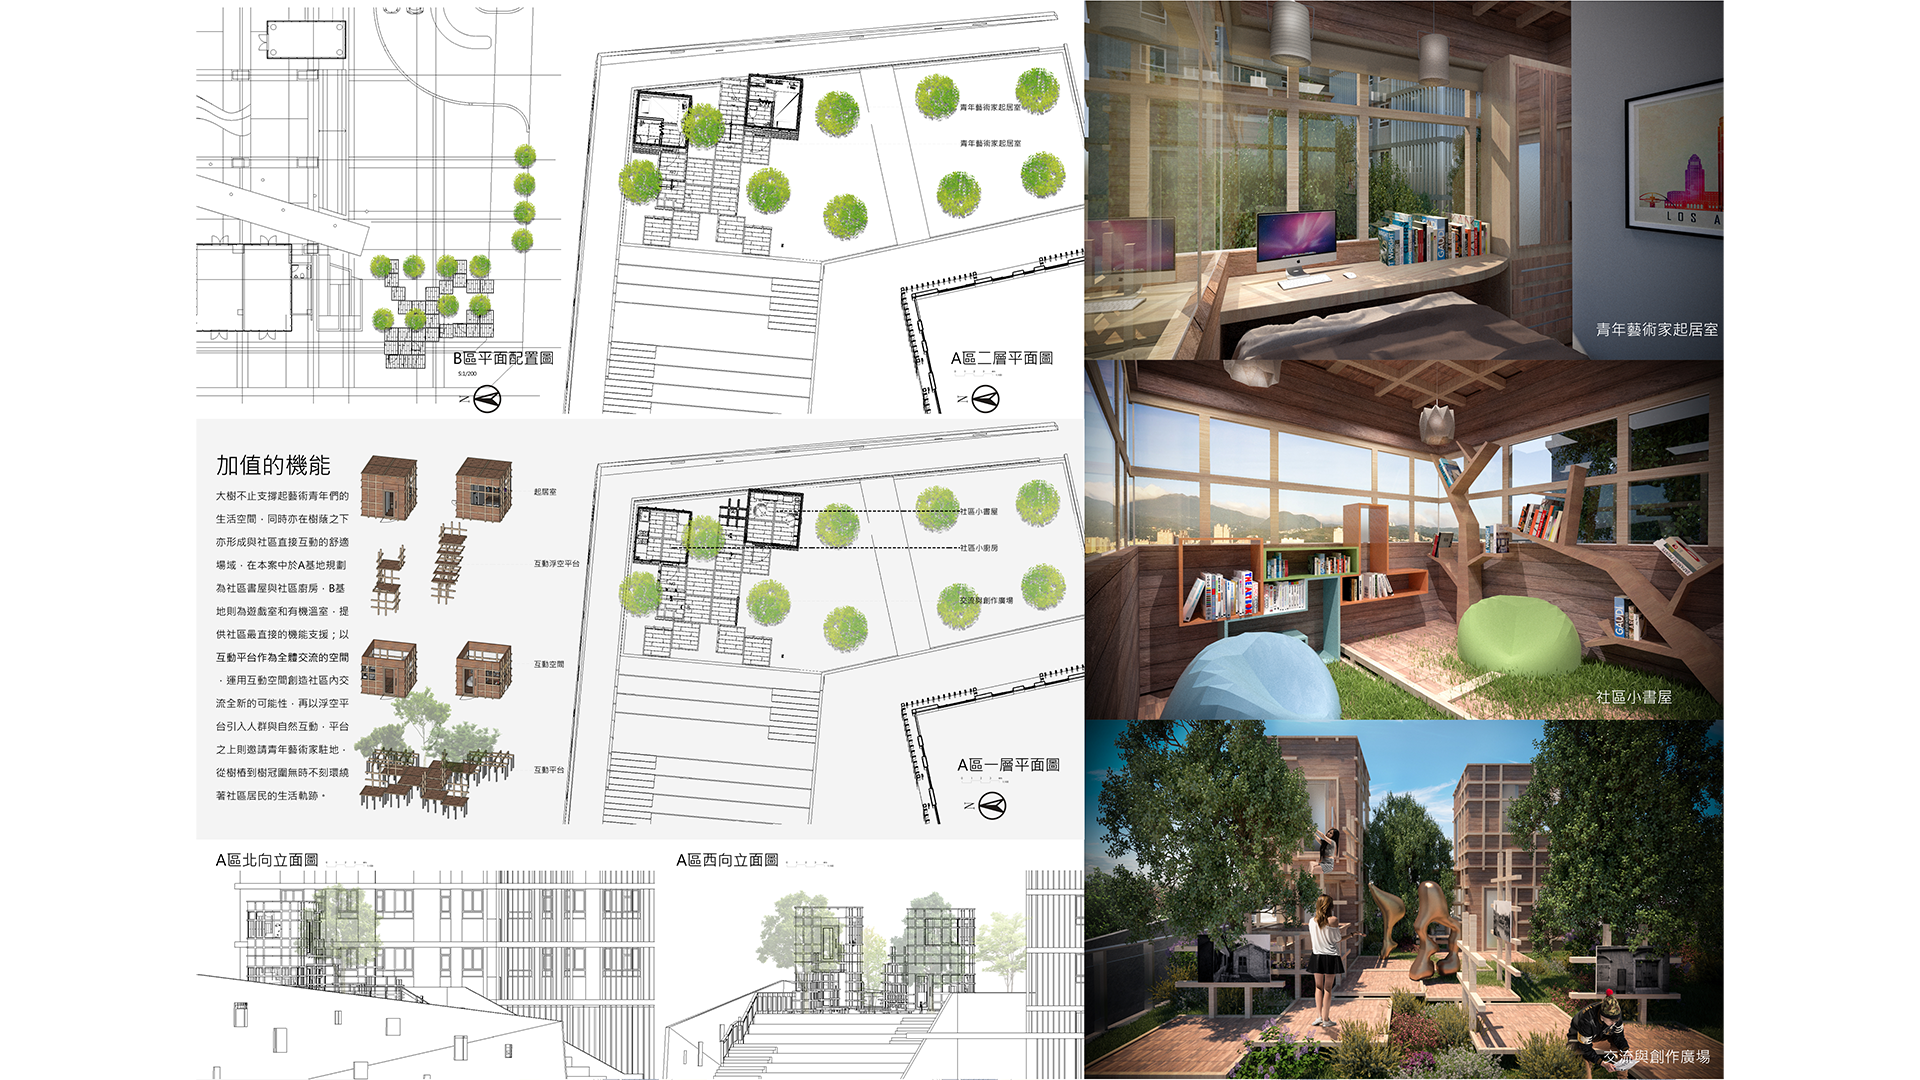 B區平面配置圖
S:1/200
N
青年藝術家起居室
青年藝術家起居室
A區二層平面圖
N
加值的機能
大樹不止支撐起藝術青年們的
生活空間，同時亦在樹蔭之下
亦形成與社區直接互動的舒適
場域，在本案中於A基地規劃
為社區書屋與社區廚房，B基
地則為遊戲室和有機溫室，提
供社區最直接的機能支援；以
互動平台作為全體交流的空間
，運用互動空間創造社區內交
流全新的可能性，再以浮空平
台引入人群與自然互動，平台
之上則邀請青年藝術家駐地，
從樹樁到樹冠圍無時不刻環繞
著社區居民的生活軌跡。
起居室
互動浮空平台
互動空間
互動平台
社區小書屋
社區小廚房
交流與創作廣場
A區一層平面圖
N
A區北向立面圖
A區西向立面圖
LOS A
GAUDI
青年藝術家起居室
GAUDI
社區小書屋
交流與創作廣場